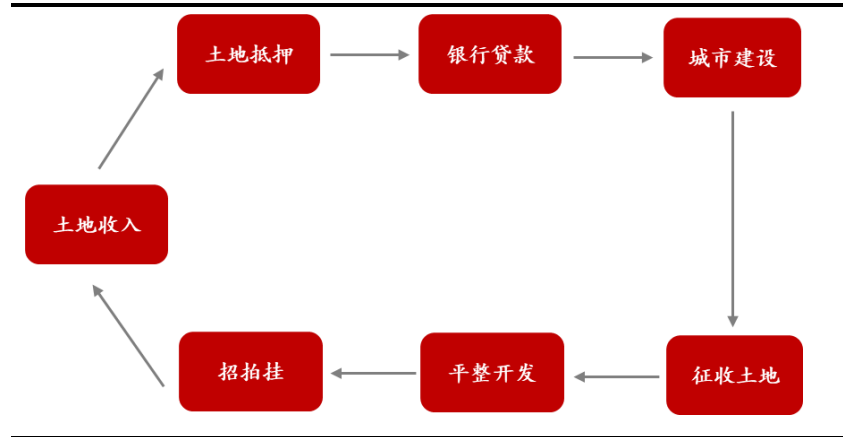 土地抵押
银行贷款
城市建设
土地收入
招拍挂
平整开发
征收土地